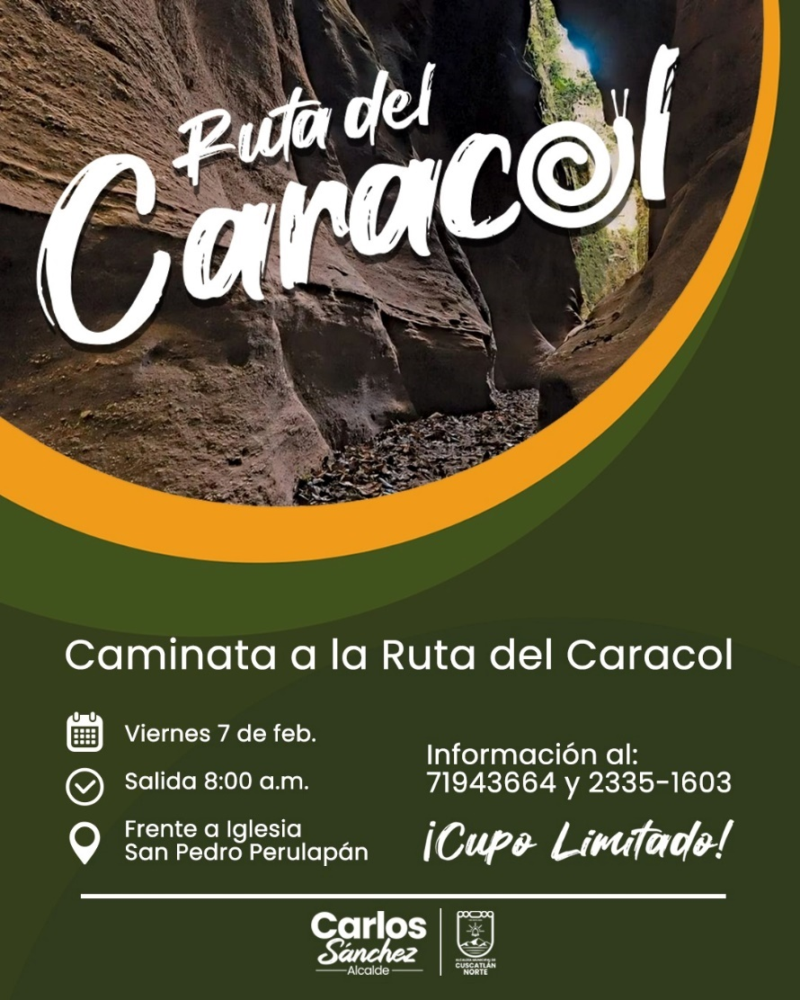 Ruta del
Caracol
Caminata a la Ruta del Caracol
Viernes 7 de feb.
Salida 8:00 a.m.
Frente a Iglesia
San Pedro Perulapán
Información al:
71943664 y 2335-1603
¡Cupo Limitado!
Carlos
Sánchez
Alcalde
ALCALDÍA MUNICIPAL DE
CUSCATLÁN
NORTE